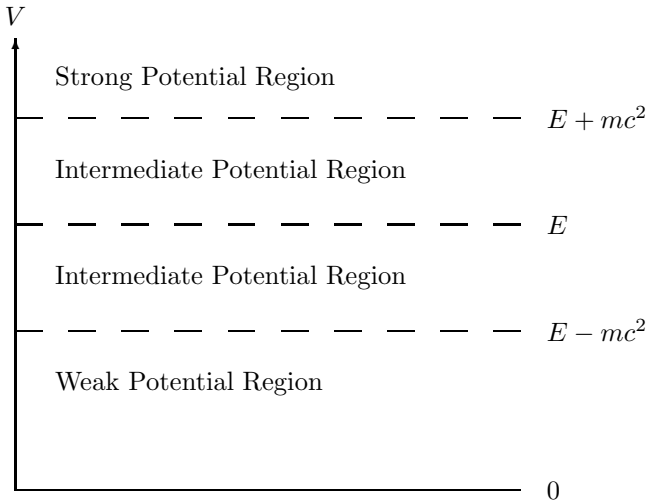 V
Strong Potential Region
E + mc²
Intermediate Potential Region
E
Intermediate Potential Region
E − mc²
Weak Potential Region
0